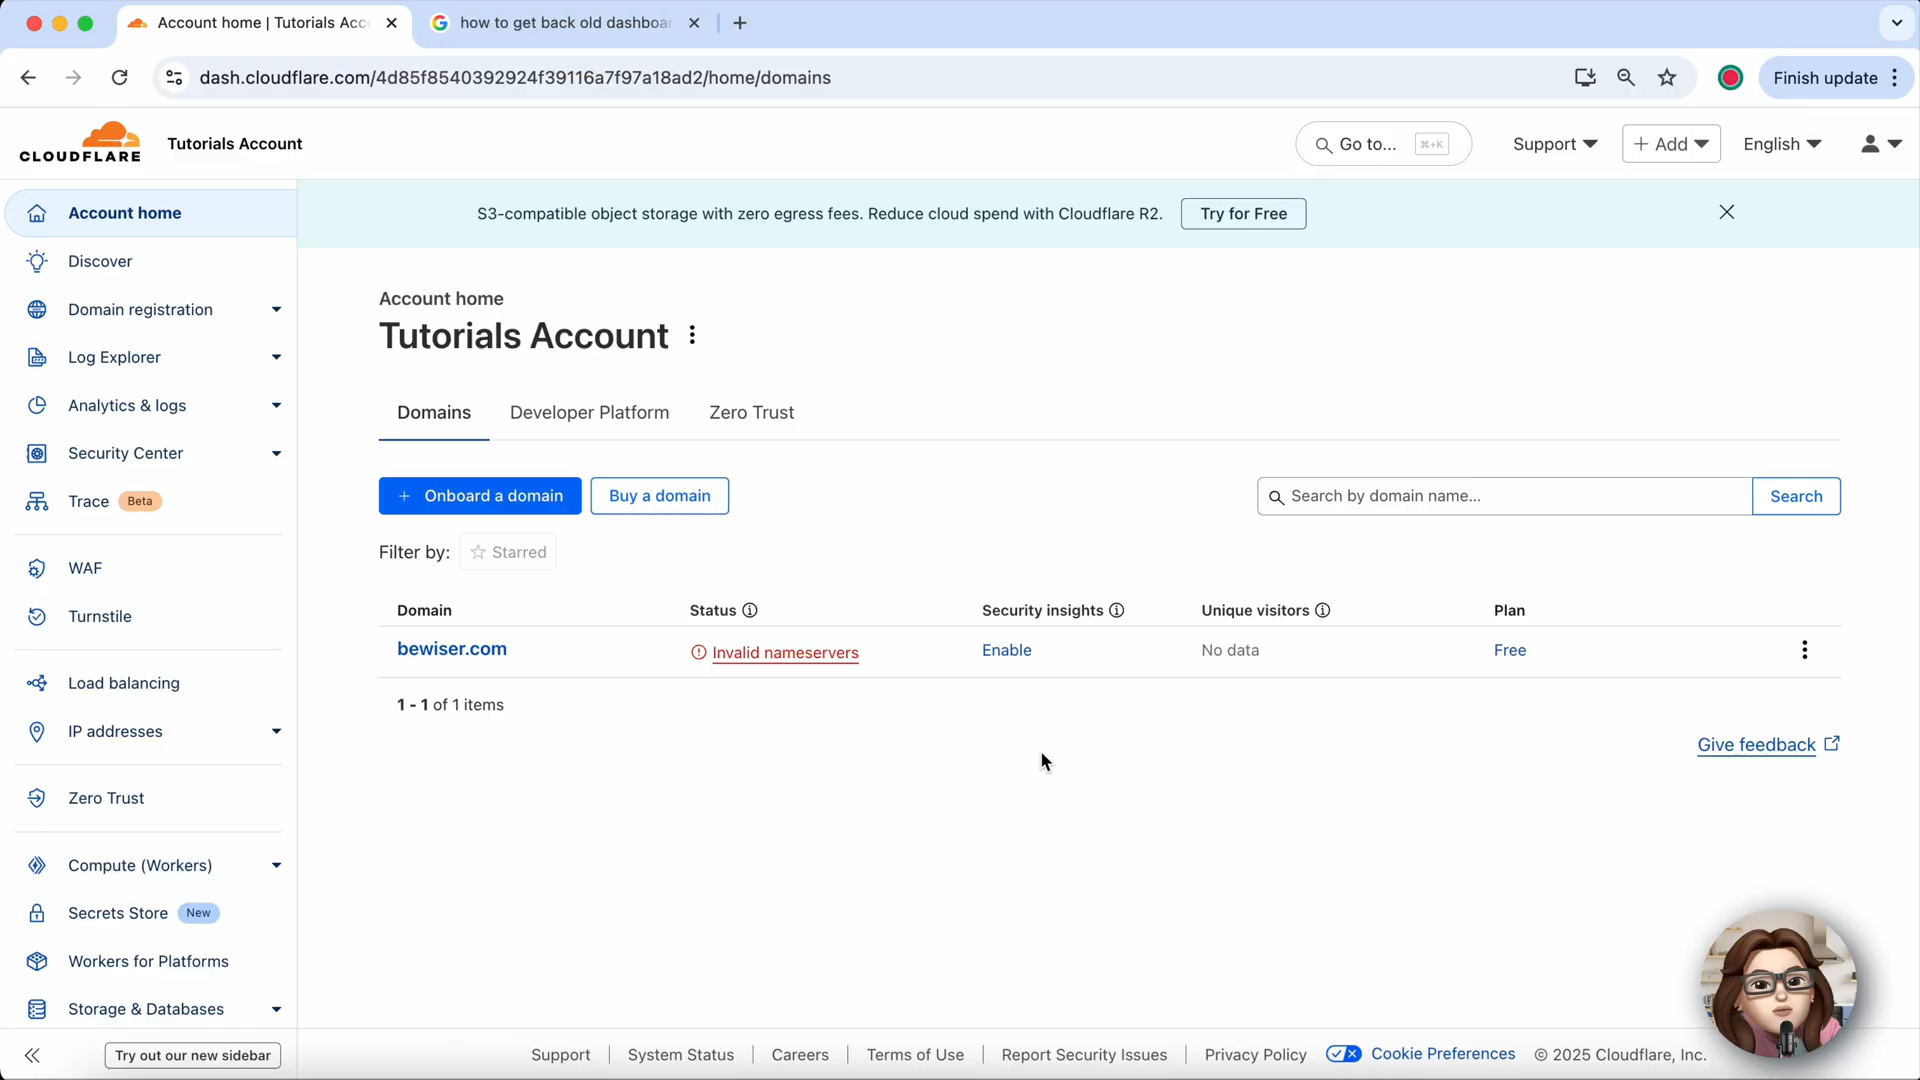 Account home | Tutorials Acc
how to get back old dashboa
dash.cloudflare.com/4d85f8540392924f39116a7f97a18ad2/home/domains
Finish update
CLOUDFLARE
Tutorials Account
Go to... ⌘+K
Support
+ Add
English
Account home
Discover
Domain registration
Log Explorer
Analytics & logs
Security Center
Trace Beta
WAF
Turnstile
Load balancing
IP addresses
Zero Trust
Compute (Workers)
Secrets Store New
Workers for Platforms
Storage & Databases
Try out our new sidebar
S3-compatible object storage with zero egress fees. Reduce cloud spend with Cloudflare R2. Try for Free
Account home
Tutorials Account
Domains Developer Platform Zero Trust
+ Onboard a domain Buy a domain
Search by domain name... Search
Filter by: Starred
Domain Status Security insights Unique visitors Plan
bewiser.com Invalid nameservers Enable No data Free
1 - 1 of 1 items
Give feedback
Support System Status Careers Terms of Use Report Security Issues Privacy Policy Cookie Preferences © 2025 Cloudflare, Inc.